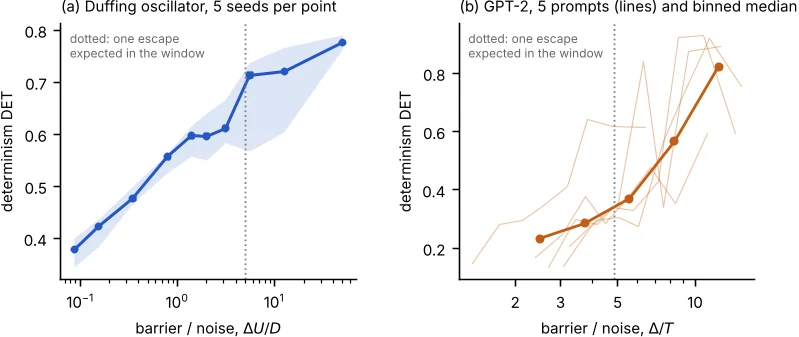 (a) Duffing oscillator, 5 seeds per point
dotted: one escape
expected in the window
determinism DET
0.8
0.7
0.6
0.5
0.4
10⁻¹
10⁰
10¹
barrier / noise, ΔU/D
(b) GPT-2, 5 prompts (lines) and binned median
dotted: one escape
expected in the window
determinism DET
0.8
0.6
0.4
0.2
2
3
5
10
barrier / noise, Δ/T